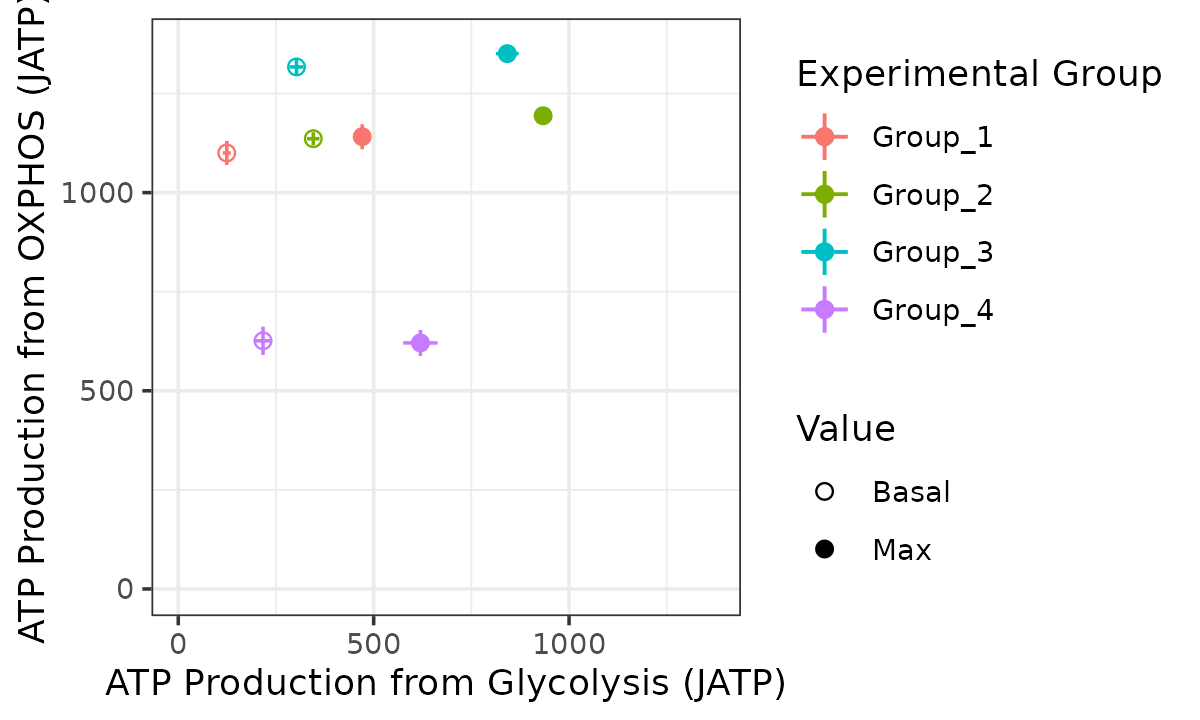 ATP Production from OXPHOS (JATP)
1000
500
0
0 500 1000
ATP Production from Glycolysis (JATP)
Experimental Group
Group_1
Group_2
Group_3
Group_4
Value
Basal
Max